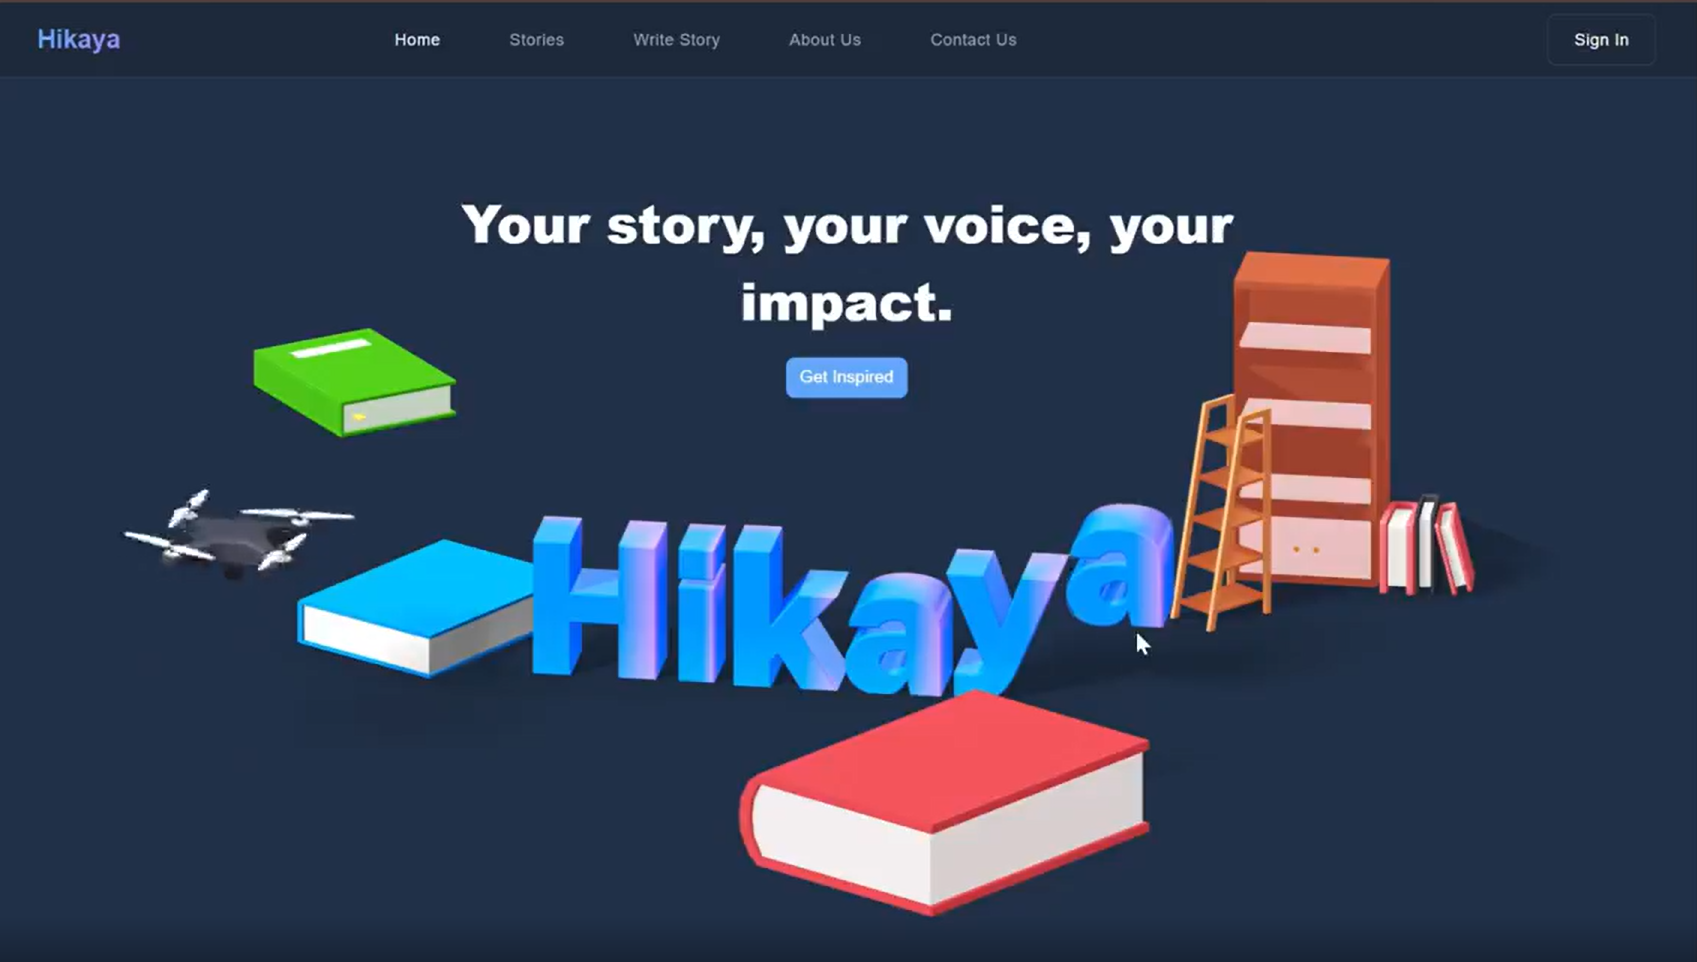 Hikaya
Home
Stories
Write Story
About Us
Contact Us
Sign In
Your story, your voice, your
impact.
Get Inspired
Hikaya